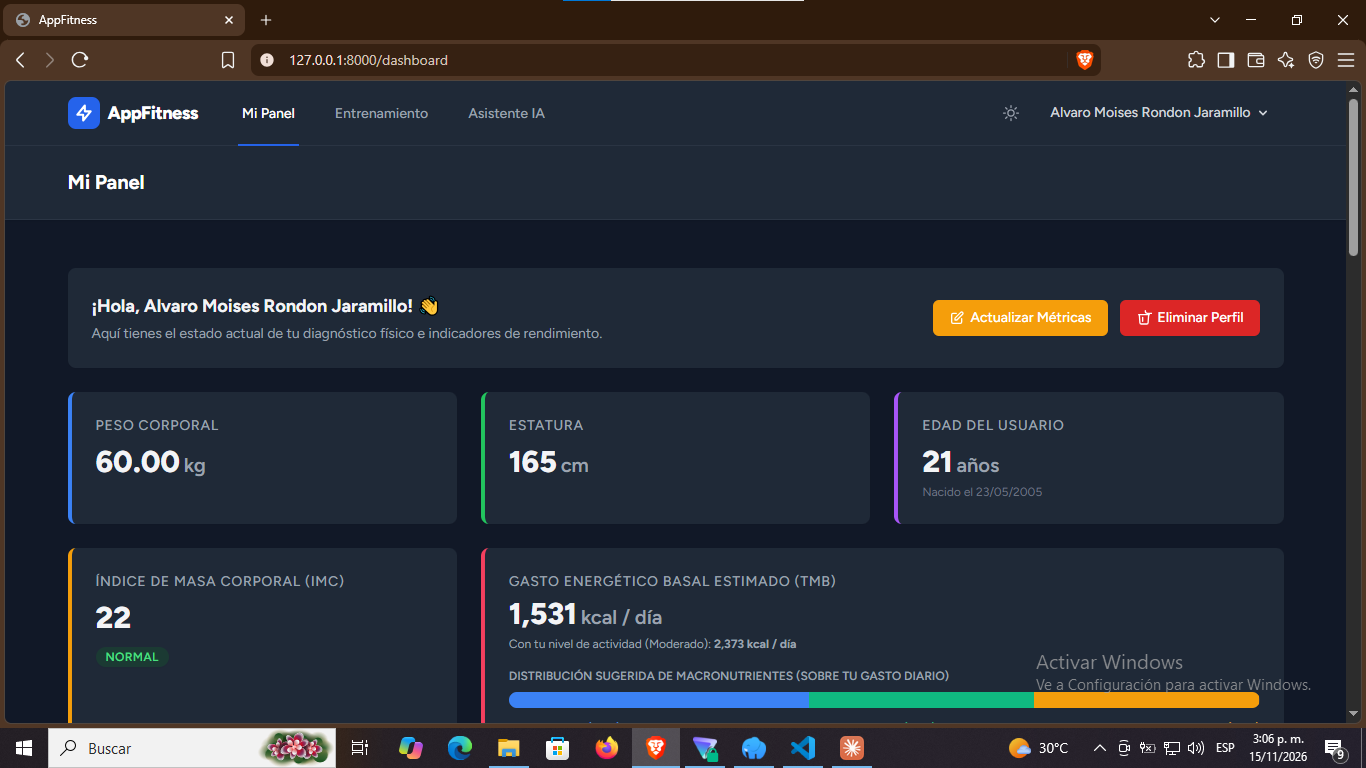 AppFitness
127.0.0.1:8000/dashboard
AppFitness
Mi Panel
Entrenamiento
Asistente IA
Alvaro Moises Rondon Jaramillo
Mi Panel
¡Hola, Alvaro Moises Rondon Jaramillo! 👋
Aquí tienes el estado actual de tu diagnóstico físico e indicadores de rendimiento.
Actualizar Métricas
Eliminar Perfil
PESO CORPORAL
60.00 kg
ESTATURA
165 cm
EDAD DEL USUARIO
21 años
Nacido el 23/05/2005
ÍNDICE DE MASA CORPORAL (IMC)
22
NORMAL
GASTO ENERGÉTICO BASAL ESTIMADO (TMB)
1,531 kcal / día
Con tu nivel de actividad (Moderado): 2,373 kcal / día
DISTRIBUCIÓN SUGERIDA DE MACRONUTRIENTES (SOBRE TU GASTO DIARIO)
Activar Windows
Ve a Configuración para activar Windows.
Buscar
30°C
ESP
3:06 p. m.
15/11/2026
9